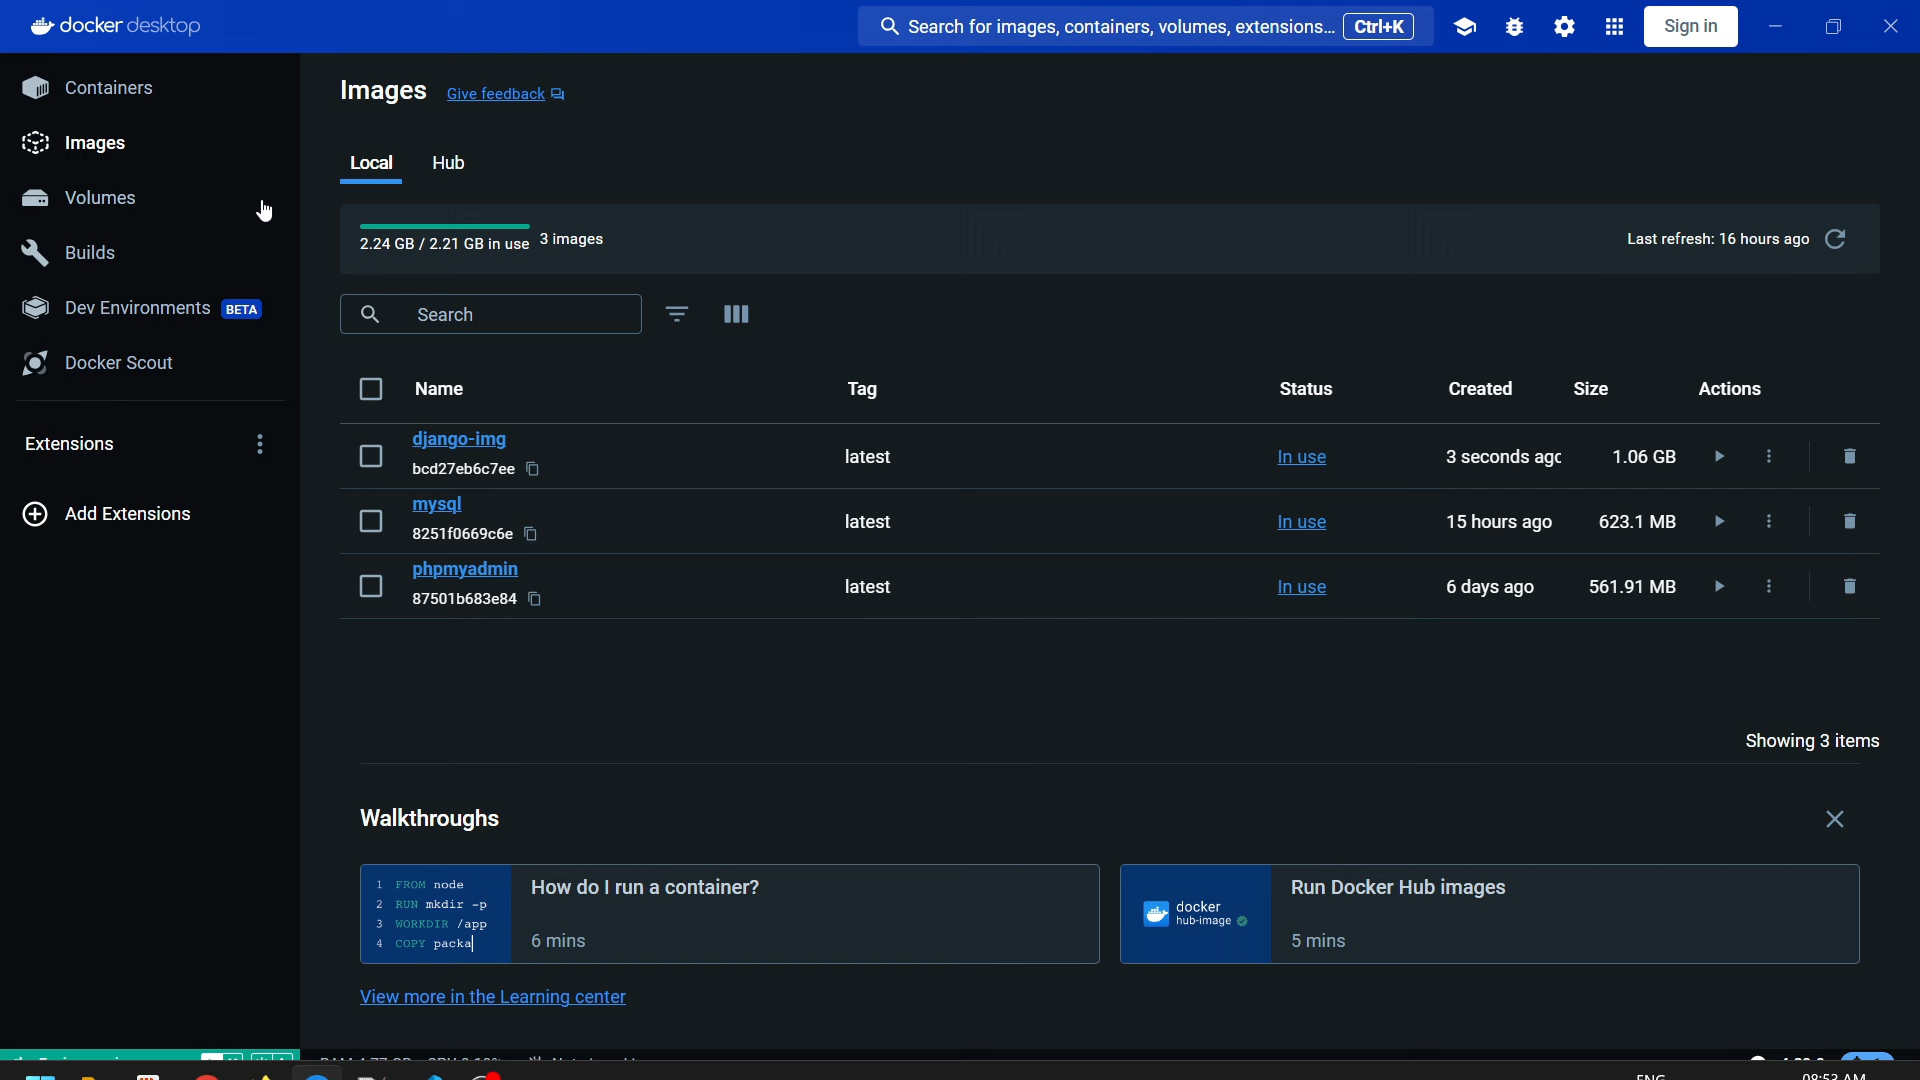 docker desktop
Search for images, containers, volumes, extensions... Ctrl+K
Sign in
Containers
Images
Volumes
Builds
Dev Environments BETA
Docker Scout
Extensions
Add Extensions
Images Give feedback
Local Hub
2.24 GB / 2.21 GB in use 3 images
Last refresh: 16 hours ago
Search
Name Tag Status Created Size Actions
django-img
bcd27eb6c7ee
latest In use 3 seconds agc 1.06 GB
mysql
8251f0669c6e
latest In use 15 hours ago 623.1 MB
phpmyadmin
87501b683e84
latest In use 6 days ago 561.91 MB
Showing 3 items
Walkthroughs
1 FROM node
2 RUN mkdir -p
3 WORKDIR /app
4 COPY packa
How do I run a container?
6 mins
docker
hub-image
Run Docker Hub images
5 mins
View more in the Learning center
ENG
08:53 AM